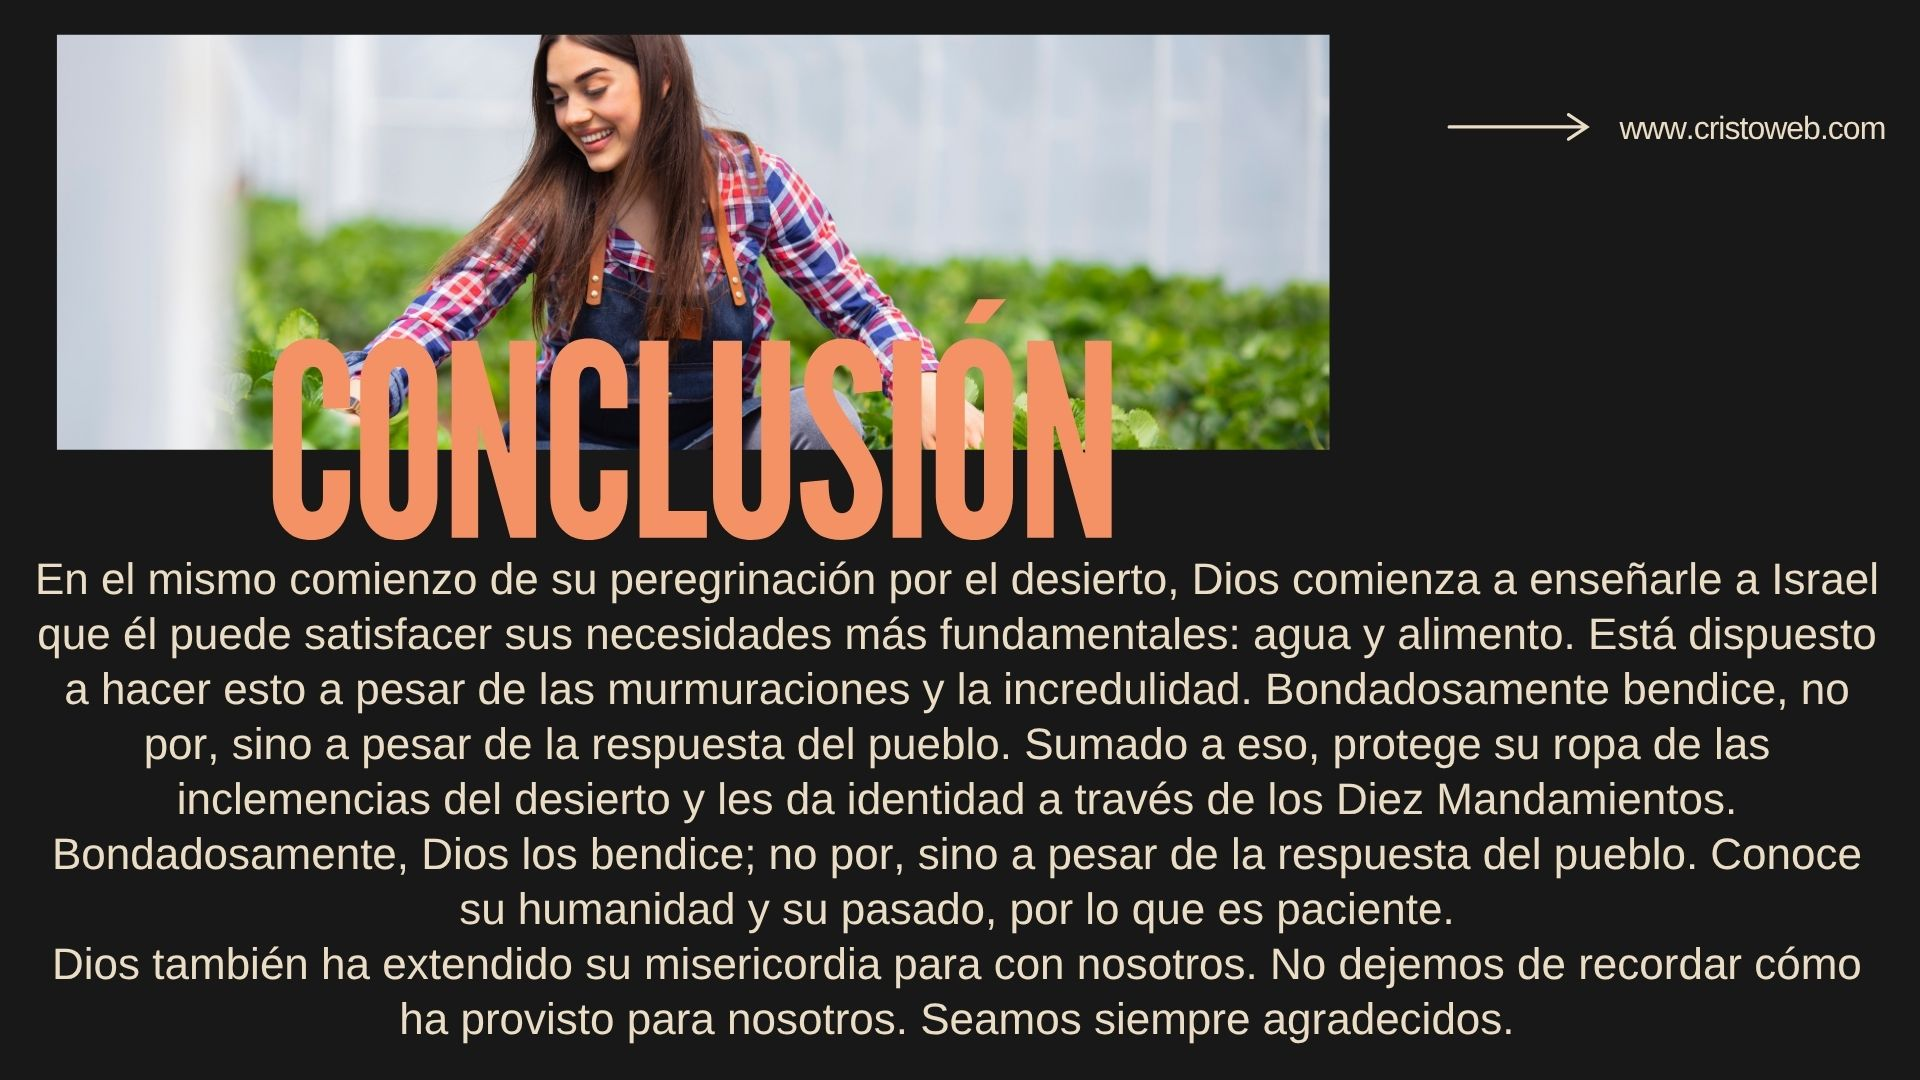 www.cristoweb.com
CONCLUSIÓN
En el mismo comienzo de su peregrinación por el desierto, Dios comienza a enseñarle a Israel
que él puede satisfacer sus necesidades más fundamentales: agua y alimento. Está dispuesto
a hacer esto a pesar de las murmuraciones y la incredulidad. Bondadosamente bendice, no
por, sino a pesar de la respuesta del pueblo. Sumado a eso, protege su ropa de las
inclemencias del desierto y les da identidad a través de los Diez Mandamientos.
Bondadosamente, Dios los bendice; no por, sino a pesar de la respuesta del pueblo. Conoce
su humanidad y su pasado, por lo que es paciente.
Dios también ha extendido su misericordia para con nosotros. No dejemos de recordar cómo
ha provisto para nosotros. Seamos siempre agradecidos.